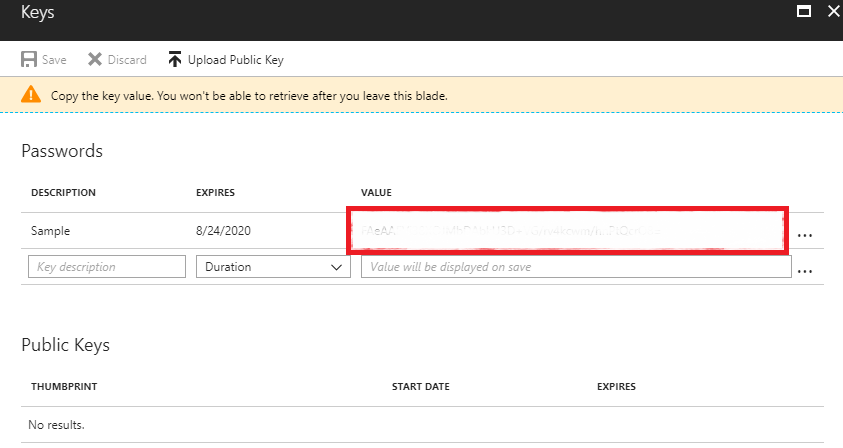 Keys
Save Discard Upload Public Key
Copy the key value. You won't be able to retrieve after you leave this blade.
Passwords
DESCRIPTION EXPIRES VALUE
Sample 8/24/2020 ...
Key description Duration Value will be displayed on save ...
Public Keys
THUMBPRINT START DATE EXPIRES
No results.